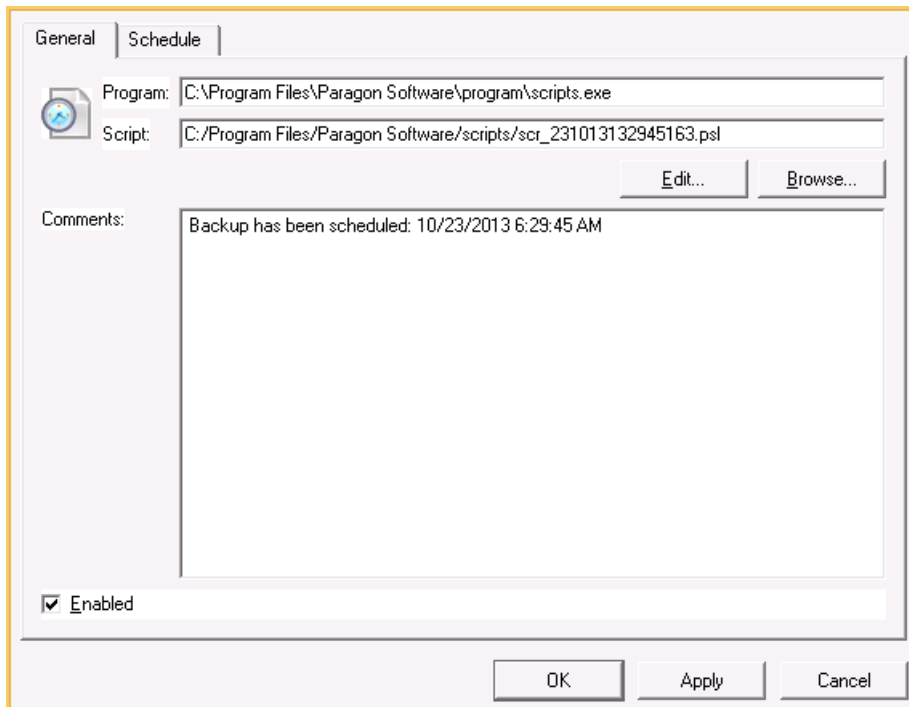 General Schedule
Program: C:\Program Files\Paragon Software\program\scripts.exe
Script: C:/Program Files/Paragon Software/scripts/scr_231013132945163.psl
Edit... Browse...
Comments: Backup has been scheduled: 10/23/2013 6:29:45 AM
Enabled
OK Apply Cancel